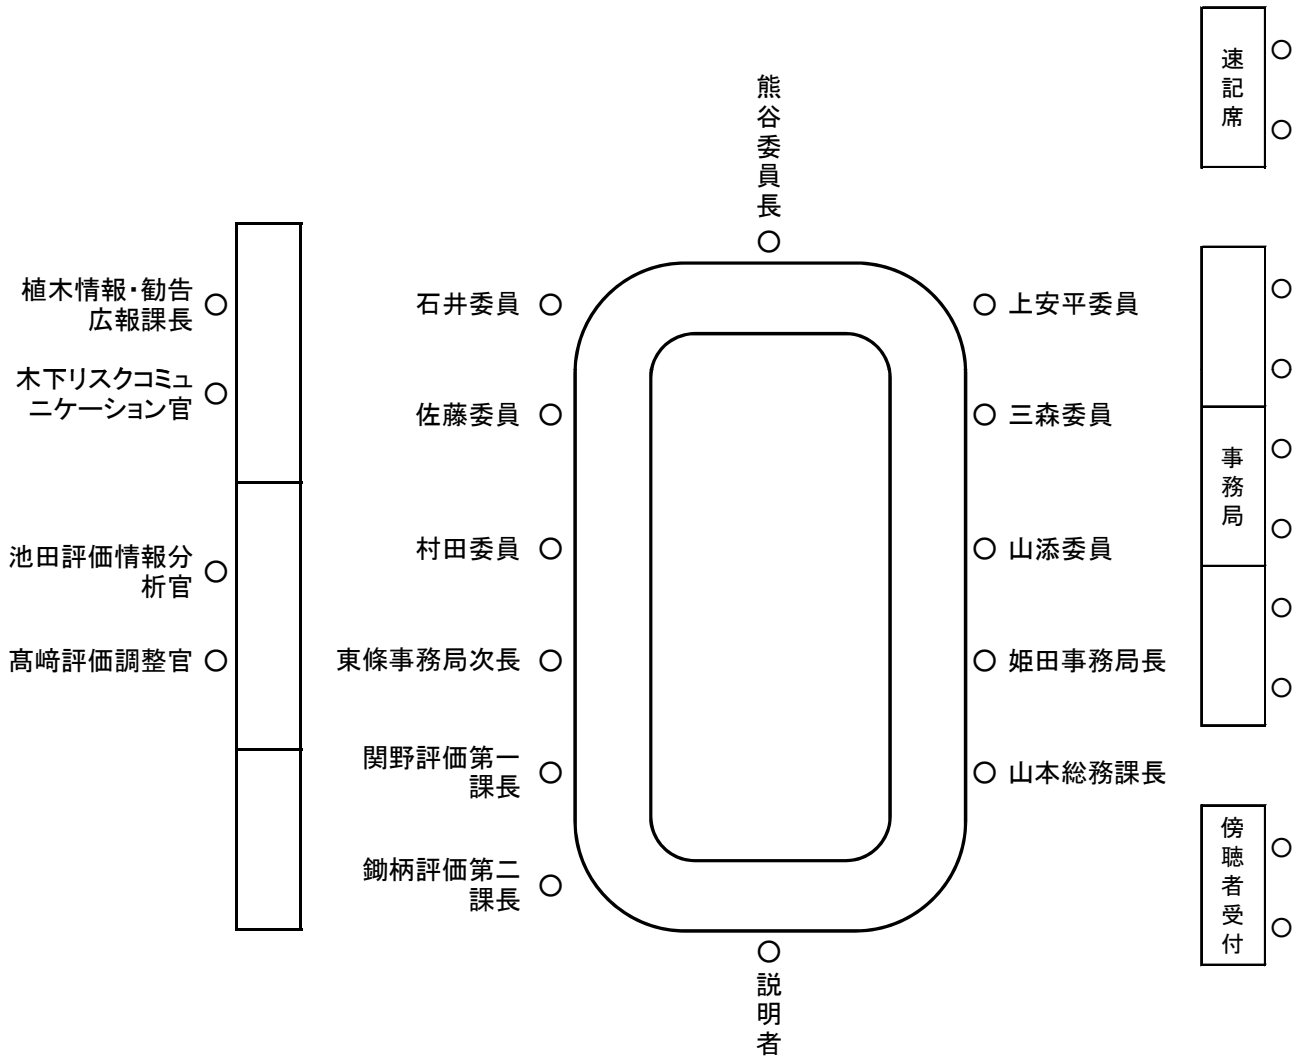 速記席
熊谷委員長
植木情報・勧告
広報課長
木下リスクコミュ
ニケーション官
池田評価情報分
析官
髙﨑評価調整官
石井委員
佐藤委員
村田委員
東條事務局次長
関野評価第一
課長
鋤柄評価第二
課長
上安平委員
三森委員
山添委員
姫田事務局長
山本総務課長
説明者
事務局
傍聴者受付